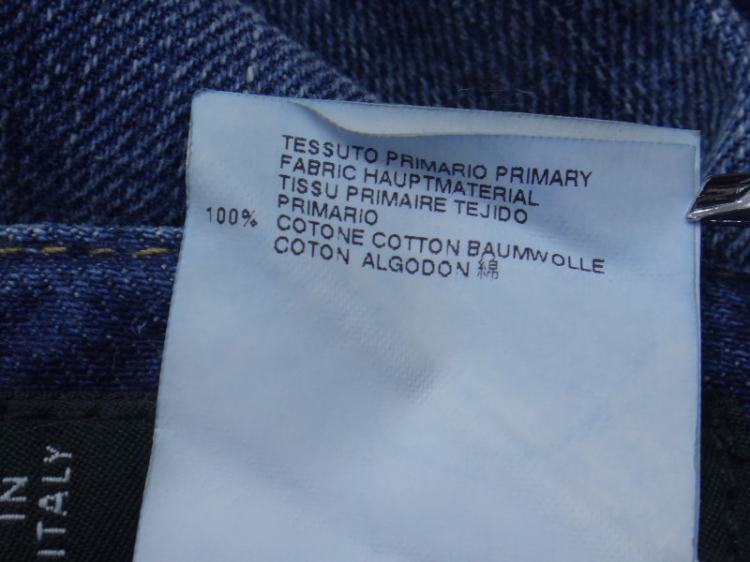 TESSUTO PRIMARIO PRIMARY
FABRIC HAUPTMATERIAL
TISSU PRIMAIRE TEJIDO
PRIMARIO
100% COTONE COTTON BAUMWOLLE
COTON ALGODON 綿
IN
ITALY